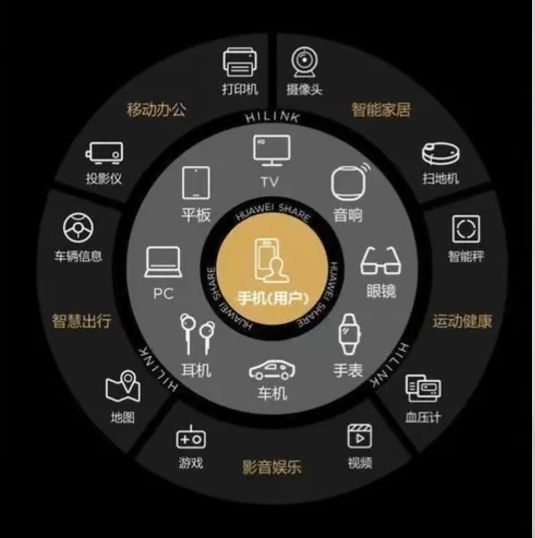 打印机
摄像头
移动办公
智能家居
HILINK
投影仪
扫地机
TV
平板
音响
HUAWEI SHARE
车辆信息
智能秤
PC
手机(用户)
眼镜
HUAWEI SHARE
HUAWEI SHARE
智慧出行
运动健康
耳机
手表
HILINK
HILINK
车机
地图
血压计
游戏
影音娱乐
视频